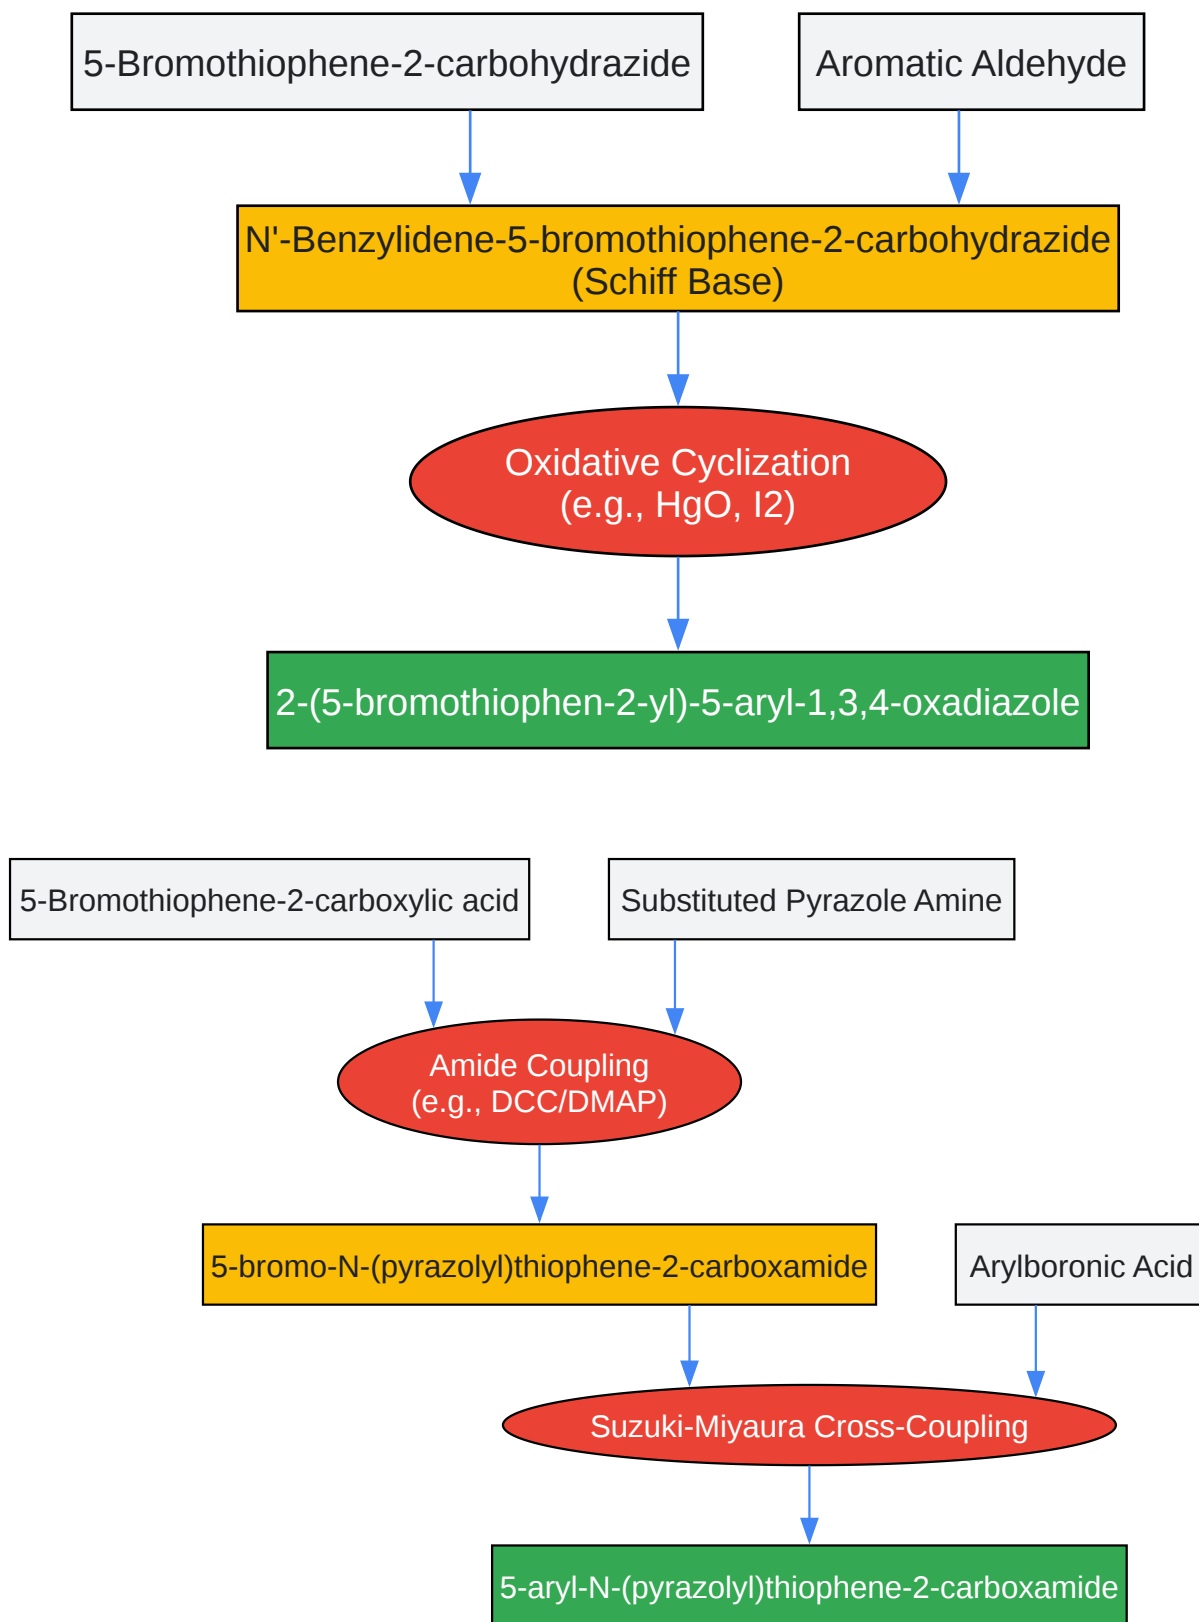 5-Bromothiophene-2-carbohydrazide
Aromatic Aldehyde
N'-Benzylidene-5-bromothiophene-2-carbohydrazide
(Schiff Base)
Oxidative Cyclization
(e.g., HgO, I2)
2-(5-bromothiophen-2-yl)-5-aryl-1,3,4-oxadiazole
5-Bromothiophene-2-carboxylic acid
Substituted Pyrazole Amine
Amide Coupling
(e.g., DCC/DMAP)
5-bromo-N-(pyrazolyl)thiophene-2-carboxamide
Arylboronic Acid
Suzuki-Miyaura Cross-Coupling
5-aryl-N-(pyrazolyl)thiophene-2-carboxamide